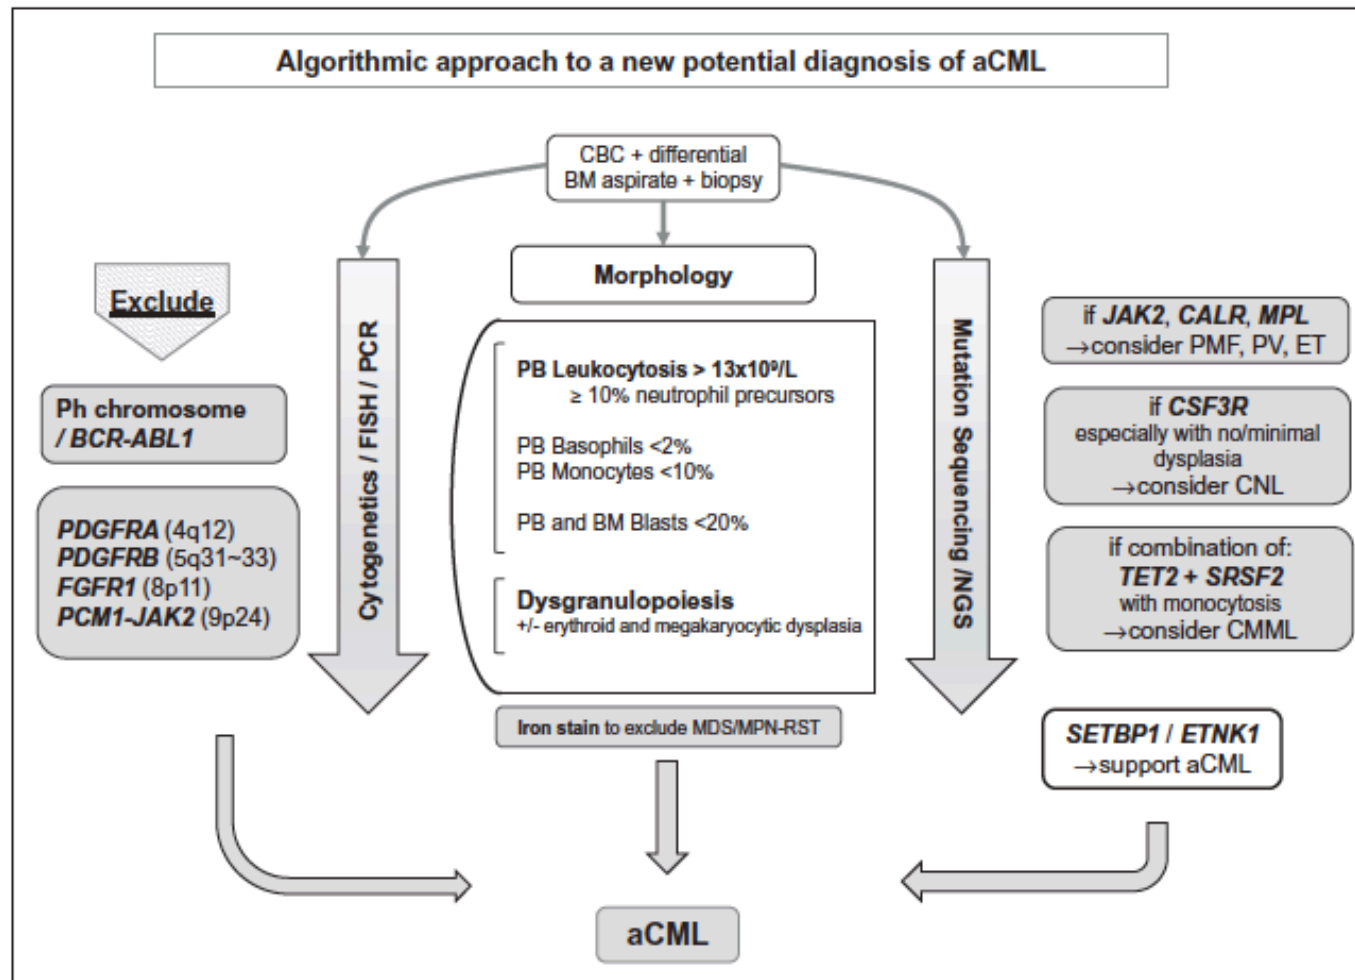 Algorithmic approach to a new potential diagnosis of aCML
CBC + differential
BM aspirate + biopsy
Exclude
Ph chromosome
/ BCR-ABL1
PDGFRA (4q12)
PDGFRB (5q31~33)
FGFR1 (8p11)
PCM1-JAK2 (9p24)
Cytogenetics / FISH / PCR
Morphology
PB Leukocytosis > 13x10⁹/L
≥ 10% neutrophil precursors
PB Basophils <2%
PB Monocytes <10%
PB and BM Blasts <20%
Dysgranulopoiesis
+/- erythroid and megakaryocytic dysplasia
Iron stain to exclude MDS/MPN-RST
Mutation Sequencing /NGS
if JAK2, CALR, MPL
→consider PMF, PV, ET
if CSF3R
especially with no/minimal
dysplasia
→consider CNL
if combination of:
TET2 + SRSF2
with monocytosis
→consider CMML
SETBP1 / ETNK1
→support aCML
aCML